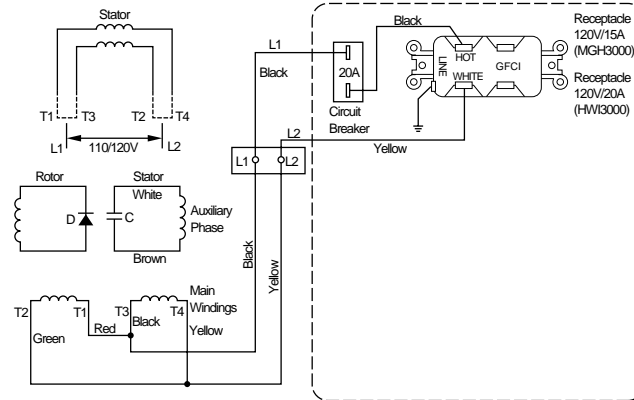 Stator
T1 T3 T2 T4
L1 110/120V L2
Rotor
D
Stator
White
C
Auxiliary
Phase
Brown
Main
Windings
T2 T1 T3 T4
Green
Red
Black
Yellow
L1
Black
20A
Circuit
Breaker
Black
L2
Yellow
L1 L2
Black
Yellow
HOT
LINE
WHITE
GFCI
Receptacle
120V/15A
(MGH3000)
Receptacle
120V/20A
(HWI3000)